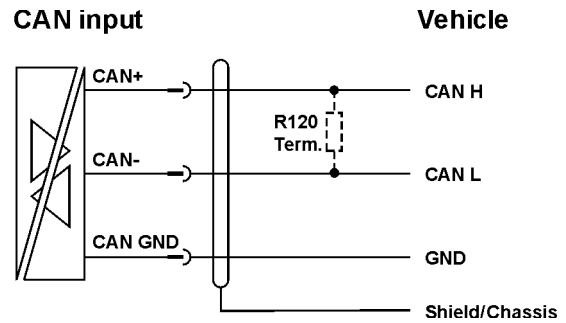 CAN input
Vehicle
CAN+
CAN H
R120
Term.
CAN-
CAN L
CAN GND
GND
Shield/Chassis